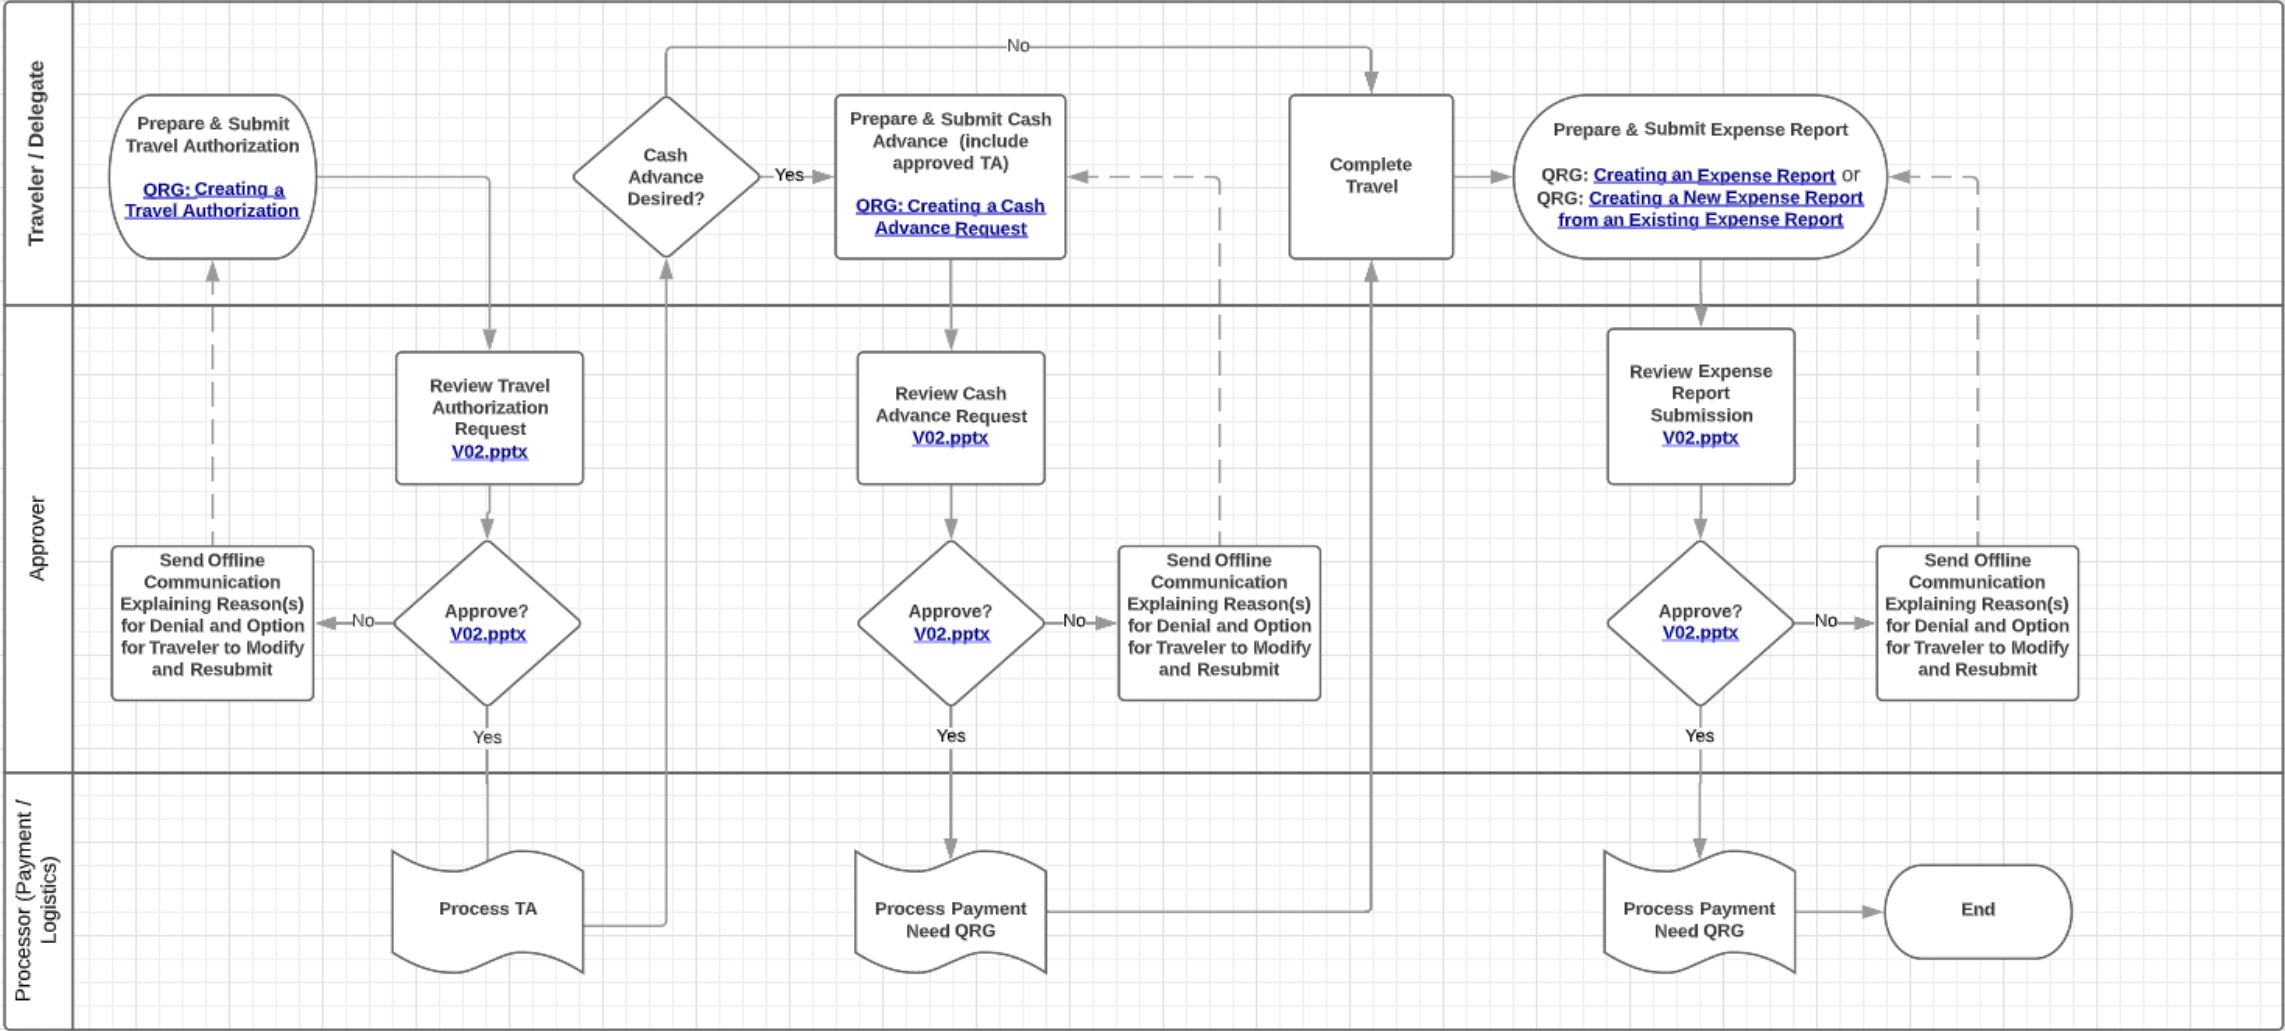 Traveler / Delegate
Prepare & Submit
Travel Authorization
QRG: Creating a
Travel Authorization
Cash
Advance
Desired?
No
Yes
Prepare & Submit Cash
Advance  (include
approved TA)
QRG: Creating a Cash
Advance Request
Complete
Travel
Prepare & Submit Expense Report
QRG: Creating an Expense Report or
QRG: Creating a New Expense Report
from an Existing Expense Report
Approver
Review Travel
Authorization
Request
V02.pptx
Review Cash
Advance Request
V02.pptx
Review Expense
Report
Submission
V02.pptx
Send Offline
Communication
Explaining Reason(s)
for Denial and Option
for Traveler to Modify
and Resubmit
No
Approve?
V02.pptx
Yes
Approve?
V02.pptx
No
Yes
Send Offline
Communication
Explaining Reason(s)
for Denial and Option
for Traveler to Modify
and Resubmit
Approve?
V02.pptx
No
Yes
Send Offline
Communication
Explaining Reason(s)
for Denial and Option
for Traveler to Modify
and Resubmit
Processor (Payment /
Logistics)
Process TA
Process Payment
Need QRG
Process Payment
Need QRG
End